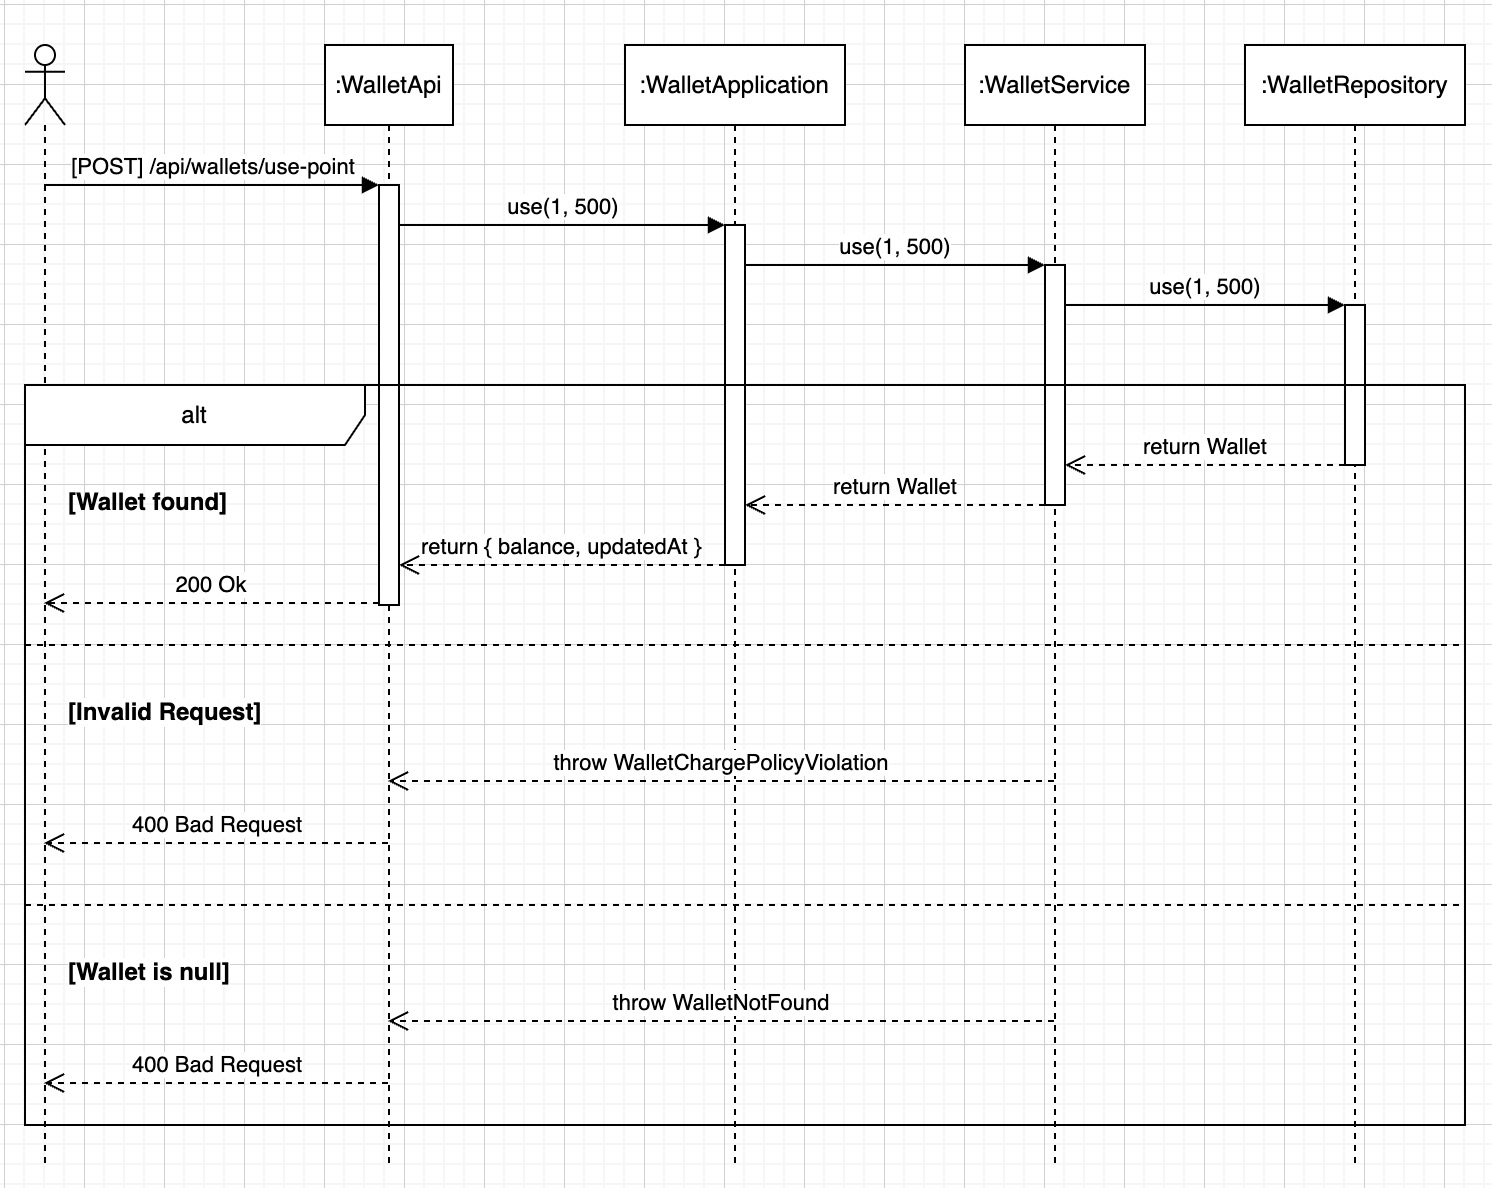 :WalletApi
:WalletApplication
:WalletService
:WalletRepository
[POST] /api/wallets/use-point
use(1, 500)
use(1, 500)
use(1, 500)
alt
return Wallet
return Wallet
[Wallet found]
return { balance, updatedAt }
200 Ok
[Invalid Request]
throw WalletChargePolicyViolation
400 Bad Request
[Wallet is null]
throw WalletNotFound
400 Bad Request